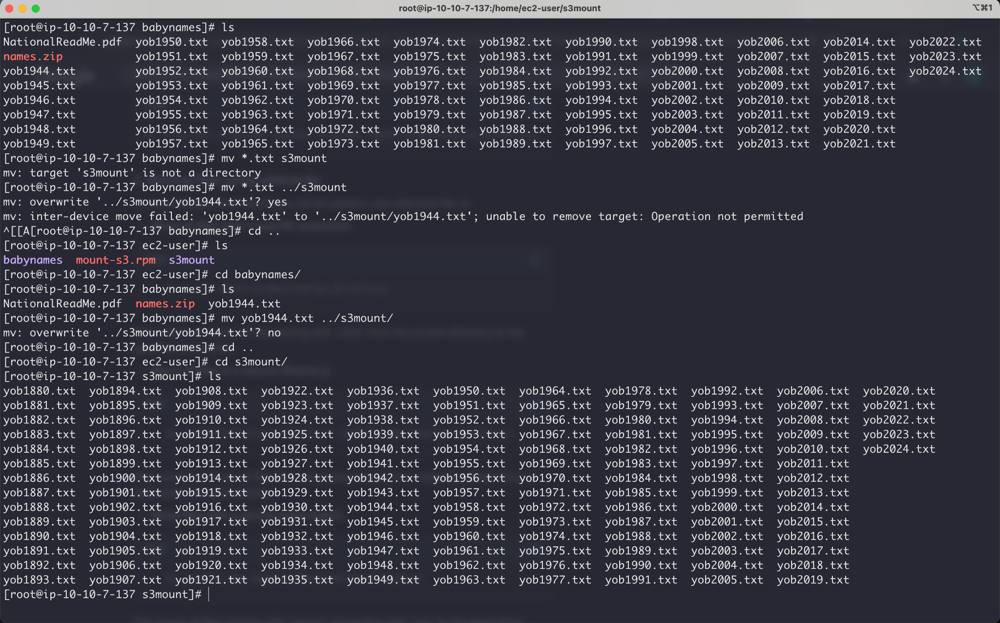 root@ip-10-10-7-137:/home/ec2-user/s3mount ⌥⌘1
[root@ip-10-10-7-137 babynames]# ls
NationalReadMe.pdf yob1950.txt yob1958.txt yob1966.txt yob1974.txt yob1982.txt yob1990.txt yob1998.txt yob2006.txt yob2014.txt yob2022.txt
names.zip yob1951.txt yob1959.txt yob1967.txt yob1975.txt yob1983.txt yob1991.txt yob1999.txt yob2007.txt yob2015.txt yob2023.txt
yob1944.txt yob1952.txt yob1960.txt yob1968.txt yob1976.txt yob1984.txt yob1992.txt yob2000.txt yob2008.txt yob2016.txt yob2024.txt
yob1945.txt yob1953.txt yob1961.txt yob1969.txt yob1977.txt yob1985.txt yob1993.txt yob2001.txt yob2009.txt yob2017.txt
yob1946.txt yob1954.txt yob1962.txt yob1970.txt yob1978.txt yob1986.txt yob1994.txt yob2002.txt yob2010.txt yob2018.txt
yob1947.txt yob1955.txt yob1963.txt yob1971.txt yob1979.txt yob1987.txt yob1995.txt yob2003.txt yob2011.txt yob2019.txt
yob1948.txt yob1956.txt yob1964.txt yob1972.txt yob1980.txt yob1988.txt yob1996.txt yob2004.txt yob2012.txt yob2020.txt
yob1949.txt yob1957.txt yob1965.txt yob1973.txt yob1981.txt yob1989.txt yob1997.txt yob2005.txt yob2013.txt yob2021.txt
[root@ip-10-10-7-137 babynames]# mv *.txt s3mount
mv: target 's3mount' is not a directory
[root@ip-10-10-7-137 babynames]# mv *.txt ../s3mount
mv: overwrite '../s3mount/yob1944.txt'? yes
mv: inter-device move failed: 'yob1944.txt' to '../s3mount/yob1944.txt'; unable to remove target: Operation not permitted
^[[A[root@ip-10-10-7-137 babynames]# cd ..
[root@ip-10-10-7-137 ec2-user]# ls
babynames mount-s3.rpm s3mount
[root@ip-10-10-7-137 ec2-user]# cd babynames/
[root@ip-10-10-7-137 babynames]# ls
NationalReadMe.pdf names.zip yob1944.txt
[root@ip-10-10-7-137 babynames]# mv yob1944.txt ../s3mount/
mv: overwrite '../s3mount/yob1944.txt'? no
[root@ip-10-10-7-137 babynames]# cd ..
[root@ip-10-10-7-137 ec2-user]# cd s3mount/
[root@ip-10-10-7-137 s3mount]# ls
yob1880.txt yob1894.txt yob1908.txt yob1922.txt yob1936.txt yob1950.txt yob1964.txt yob1978.txt yob1992.txt yob2006.txt yob2020.txt
yob1881.txt yob1895.txt yob1909.txt yob1923.txt yob1937.txt yob1951.txt yob1965.txt yob1979.txt yob1993.txt yob2007.txt yob2021.txt
yob1882.txt yob1896.txt yob1910.txt yob1924.txt yob1938.txt yob1952.txt yob1966.txt yob1980.txt yob1994.txt yob2008.txt yob2022.txt
yob1883.txt yob1897.txt yob1911.txt yob1925.txt yob1939.txt yob1953.txt yob1967.txt yob1981.txt yob1995.txt yob2009.txt yob2023.txt
yob1884.txt yob1898.txt yob1912.txt yob1926.txt yob1940.txt yob1954.txt yob1968.txt yob1982.txt yob1996.txt yob2010.txt yob2024.txt
yob1885.txt yob1899.txt yob1913.txt yob1927.txt yob1941.txt yob1955.txt yob1969.txt yob1983.txt yob1997.txt yob2011.txt
yob1886.txt yob1900.txt yob1914.txt yob1928.txt yob1942.txt yob1956.txt yob1970.txt yob1984.txt yob1998.txt yob2012.txt
yob1887.txt yob1901.txt yob1915.txt yob1929.txt yob1943.txt yob1957.txt yob1971.txt yob1985.txt yob1999.txt yob2013.txt
yob1888.txt yob1902.txt yob1916.txt yob1930.txt yob1944.txt yob1958.txt yob1972.txt yob1986.txt yob2000.txt yob2014.txt
yob1889.txt yob1903.txt yob1917.txt yob1931.txt yob1945.txt yob1959.txt yob1973.txt yob1987.txt yob2001.txt yob2015.txt
yob1890.txt yob1904.txt yob1918.txt yob1932.txt yob1946.txt yob1960.txt yob1974.txt yob1988.txt yob2002.txt yob2016.txt
yob1891.txt yob1905.txt yob1919.txt yob1933.txt yob1947.txt yob1961.txt yob1975.txt yob1989.txt yob2003.txt yob2017.txt
yob1892.txt yob1906.txt yob1920.txt yob1934.txt yob1948.txt yob1962.txt yob1976.txt yob1990.txt yob2004.txt yob2018.txt
yob1893.txt yob1907.txt yob1921.txt yob1935.txt yob1949.txt yob1963.txt yob1977.txt yob1991.txt yob2005.txt yob2019.txt
[root@ip-10-10-7-137 s3mount]#